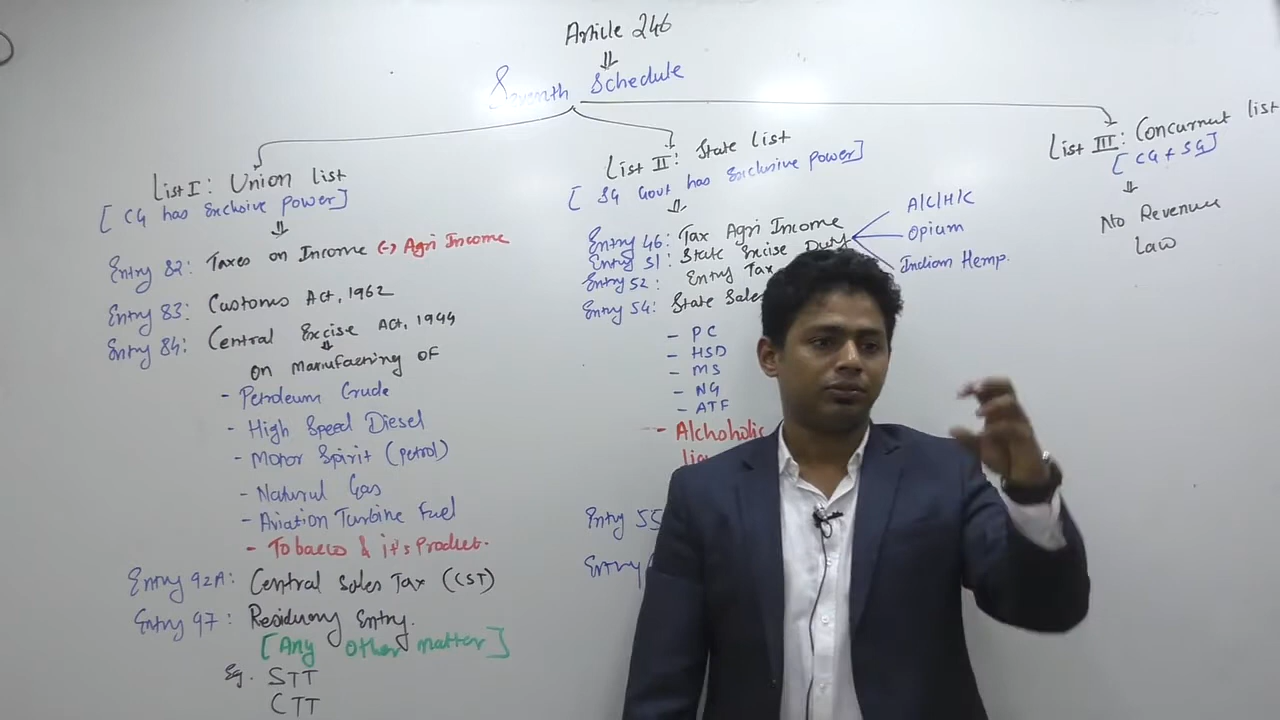 Article 246
⇓
Seventh Schedule
List I: Union list
[CG has Exclusive power]
⇓
Entry 82: Taxes on Income (-) Agri Income
Entry 83: Customs Act, 1962
Entry 84: Central Excise Act, 1944
⇓
on Manufacturing of
- Petroleum Crude
- High Speed Diesel
- Motor Spirit (petrol)
- Natural Gas
- Aviation Turbine Fuel
- Tobacco & it's Product.
Entry 92A: Central Sales Tax (CST)
Entry 97: Residuary Entry.
[Any other matter]
Eg. STT
CTT
List II: State list
[SG Govt has Exclusive power]
⇓
Entry 46: Tax Agri Income
Entry 51: State Excise Duty
A/C/H/C
Opium
Indian Hemp.
Entry 52: Entry Tax
Entry 54: State Sales
- PC
- HSD
- MS
- NG
- ATF
- Alchoholic
Entry 55
Entry
List III: Concurrent list
[CG + SG]
⇓
No Revenue
Law